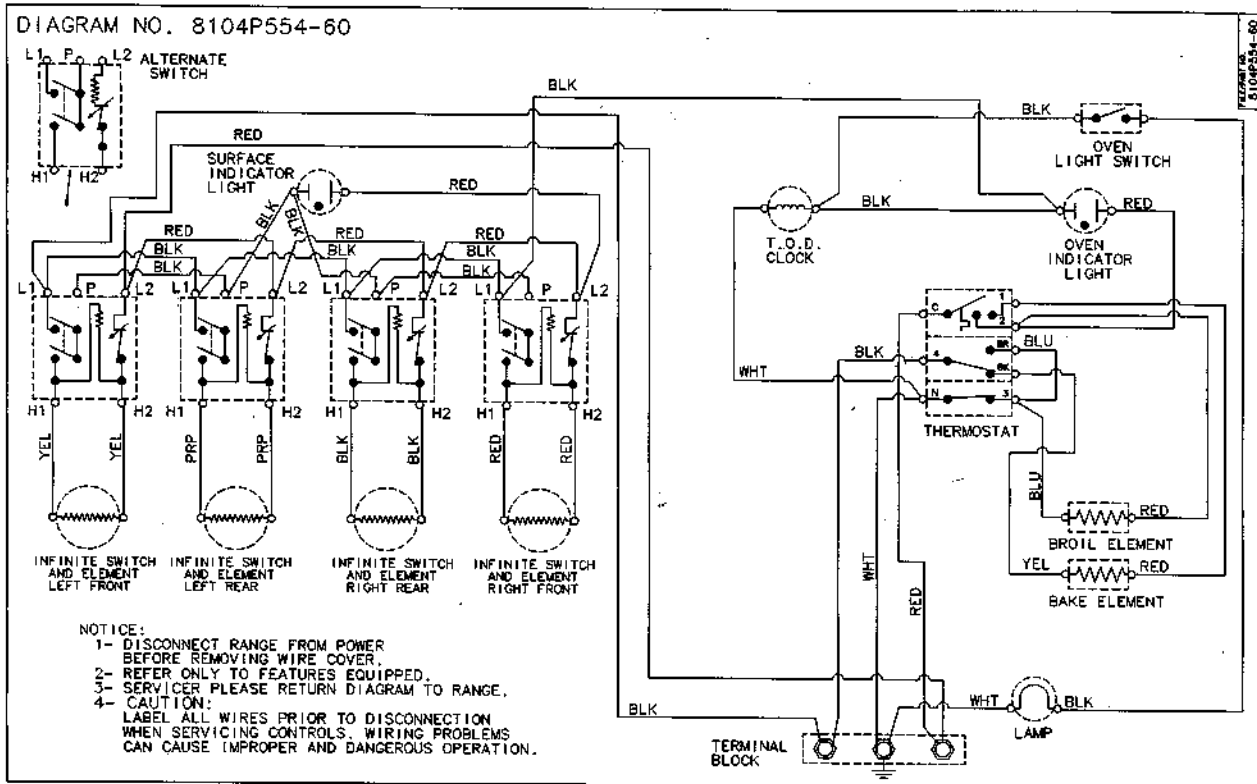 DIAGRAM NO. 8104P554-60
8104P554-60
L1 P L2
ALTERNATE
SWITCH
H1 H2
BLK
RED
BLK
OVEN
LIGHT SWITCH
SURFACE
INDICATOR
LIGHT
RED
BLK
BLK
RED
BLK
BLK
RED
BLK
RED
BLK
BLK
T.O.D.
CLOCK
BLK
RED
OVEN
INDICATOR
LIGHT
L1 P L2
L1 P L2
L1 P L2
L1 P L2
H1 H2
H1 H2
H1 H2
H1 H2
C 1
2
BLU
BLK
4 BR
BK
WHT
N 3
THERMOSTAT
YEL YEL
PRP PRP
BLK BLK
RED RED
BLU
RED
BROIL ELEMENT
YEL RED
BAKE ELEMENT
INFINITE SWITCH
AND ELEMENT
LEFT FRONT
INFINITE SWITCH
AND ELEMENT
LEFT REAR
INFINITE SWITCH
AND ELEMENT
RIGHT REAR
INFINITE SWITCH
AND ELEMENT
RIGHT FRONT
WHT
RED
NOTICE:
1- DISCONNECT RANGE FROM POWER
BEFORE REMOVING WIRE COVER.
2- REFER ONLY TO FEATURES EQUIPPED.
3- SERVICER PLEASE RETURN DIAGRAM TO RANGE.
4- CAUTION:
LABEL ALL WIRES PRIOR TO DISCONNECTION
WHEN SERVICING CONTROLS. WIRING PROBLEMS
CAN CAUSE IMPROPER AND DANGEROUS OPERATION.
BLK
TERMINAL
BLOCK
WHT
BLK
LAMP